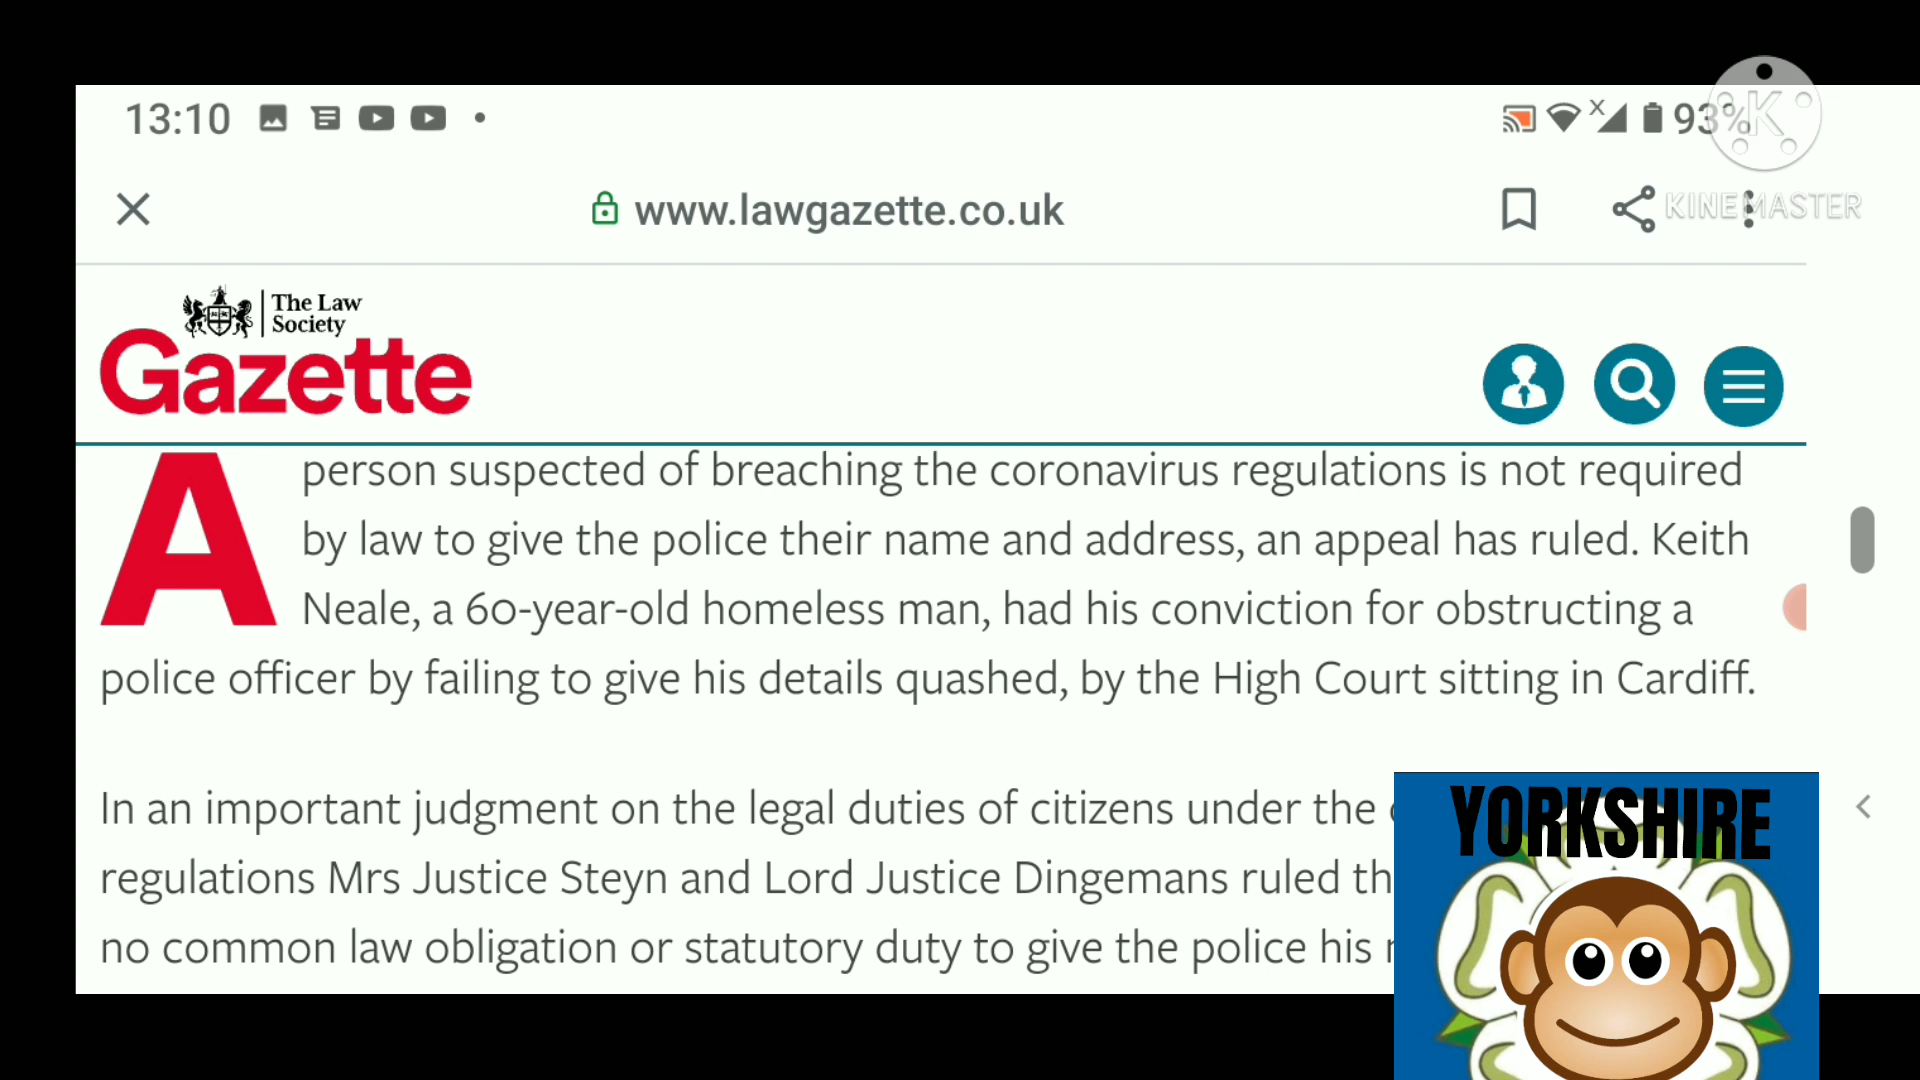 13:10
93%
www.lawgazette.co.uk
KINEMASTER
The Law
Society
Gazette
A person suspected of breaching the coronavirus regulations is not required
by law to give the police their name and address, an appeal has ruled. Keith
Neale, a 60-year-old homeless man, had his conviction for obstructing a
police officer by failing to give his details quashed, by the High Court sitting in Cardiff.
In an important judgment on the legal duties of citizens under the
regulations Mrs Justice Steyn and Lord Justice Dingemans ruled
no common law obligation or statutory duty to give the police his
YORKSHIRE